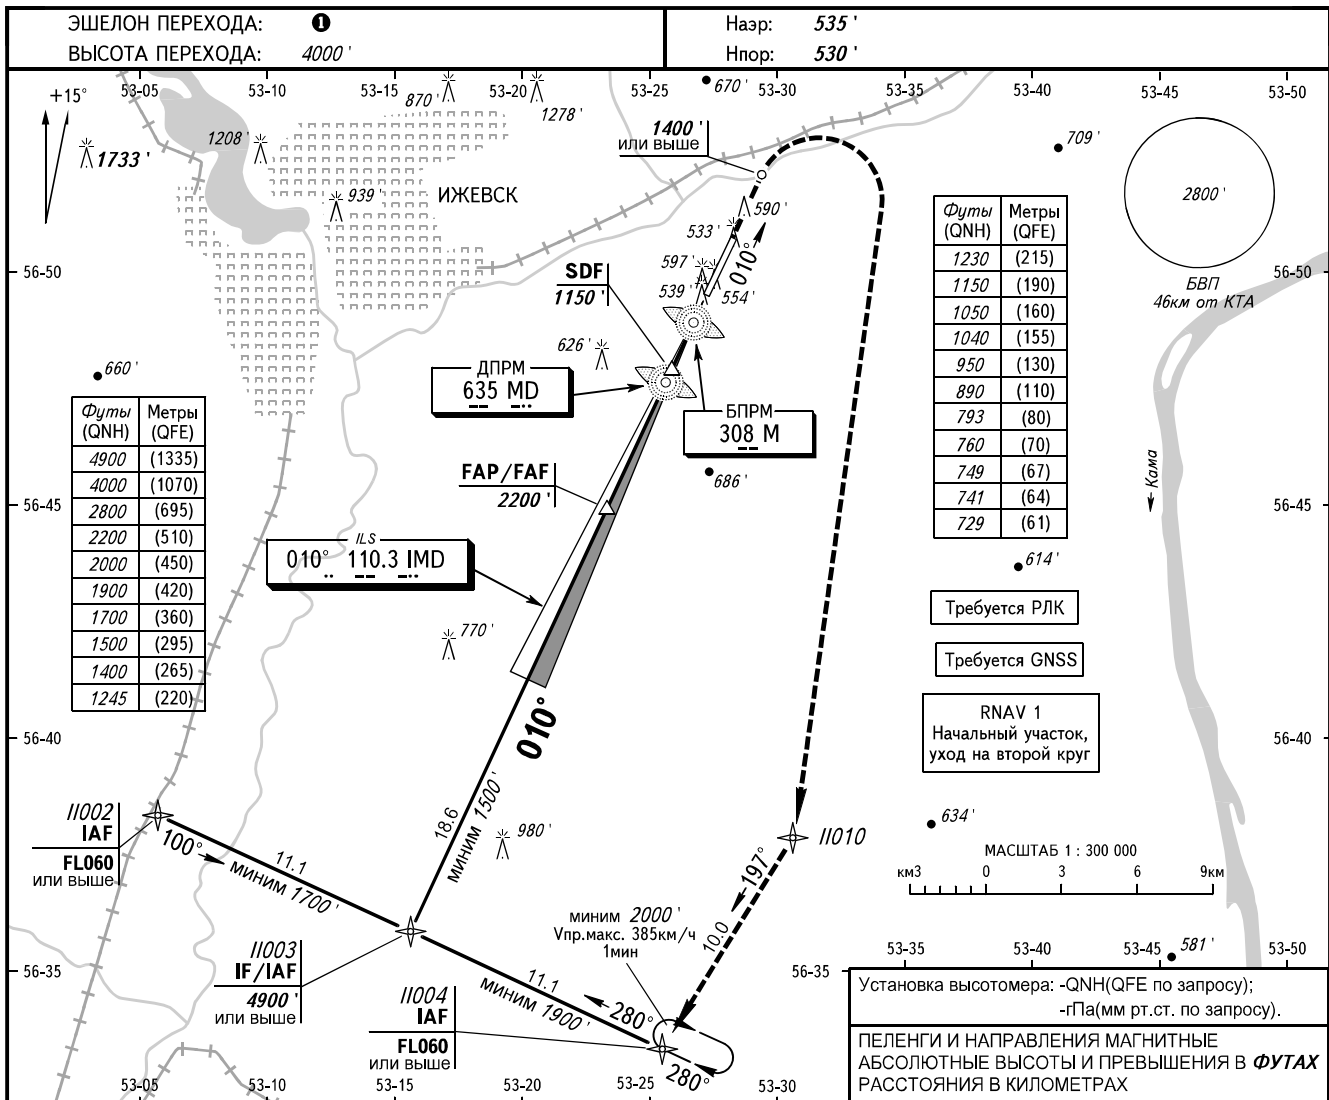 ЭШЕЛОН ПЕРЕХОДА: 1
ВЫСОТА ПЕРЕХОДА: 4000 '
Наэр: 535 '
Нпор: 530 '
53-05 53-10 53-15 53-20 53-25 53-30 53-35 53-40 53-45 53-50
+15°
1733 '
1208 '
870 '
1278 '
670 '
939 '
ИЖЕВСК
1400 '
или выше
709 '
2800 '
БВП
46км от КТА
590 '
533 '
597 '
539 '
554 '
010°
56-50
56-50
SDF
1150 '
626 '
660 '
ДПРМ
635 MD
БПРМ
308 M
686 '
FAP/FAF
2200 '
ILS
010° 110.3 IMD
770 '
Футы (QNH) Метры (QFE)
4900 (1335)
4000 (1070)
2800 (695)
2200 (510)
2000 (450)
1900 (420)
1700 (360)
1500 (295)
1400 (265)
1245 (220)
Футы (QNH) Метры (QFE)
1230 (215)
1150 (190)
1050 (160)
1040 (155)
950 (130)
890 (110)
793 (80)
760 (70)
749 (67)
741 (64)
729 (61)
Кама
56-45
56-45
614'
Требуется РЛК
Требуется GNSS
RNAV 1
Начальный участок,
уход на второй круг
56-40
56-40
010°
18.6
миним 1500'
980 '
634 '
II002
IAF
FL060
или выше
100°
11.1
миним 1700'
II010
197°
10.0
МАСШТАБ 1 : 300 000
км3 0 3 6 9км
миним 2000 '
Vпр.макс. 385км/ч
1мин
II003
IF/IAF
4900 '
или выше
11.1
миним 1900'
II004
IAF
FL060
или выше
280°
280°
56-35
56-35
53-35 53-40 53-45 53-50
581 '
53-05 53-10 53-15 53-20 53-25 53-30
Установка высотомера: -QNH(QFE по запросу);
-гПа(мм рт.ст. по запросу).
ПЕЛЕНГИ И НАПРАВЛЕНИЯ МАГНИТНЫЕ
АБСОЛЮТНЫЕ ВЫСОТЫ И ПРЕВЫШЕНИЯ В ФУТАХ
РАССТОЯНИЯ В КИЛОМЕТРАХ